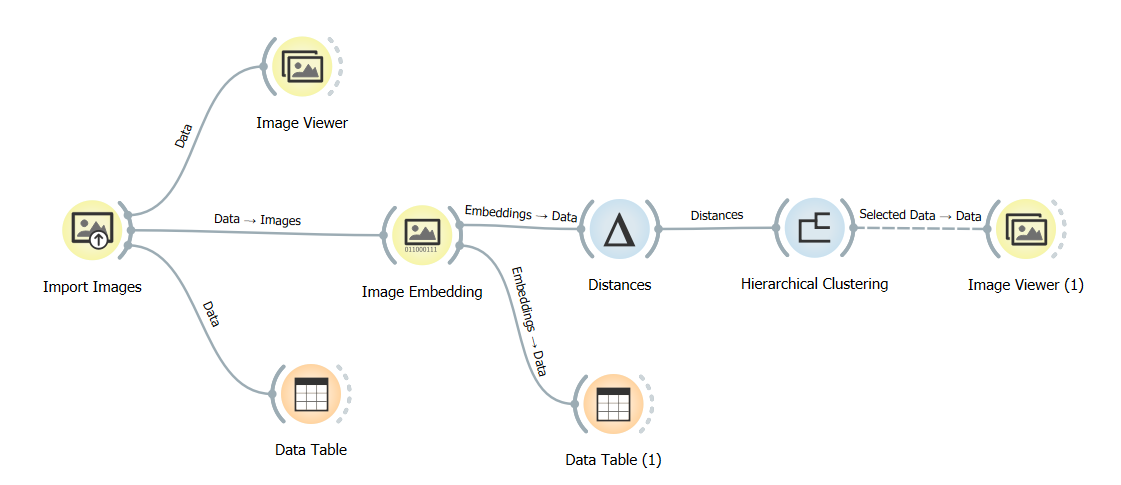 Image Viewer
Data
Import Images
Data → Images
Data
Data Table
011000111
Image Embedding
Embeddings → Data
Embeddings → Data
Data Table (1)
Distances
Distances
Hierarchical Clustering
Selected Data → Data
Image Viewer (1)